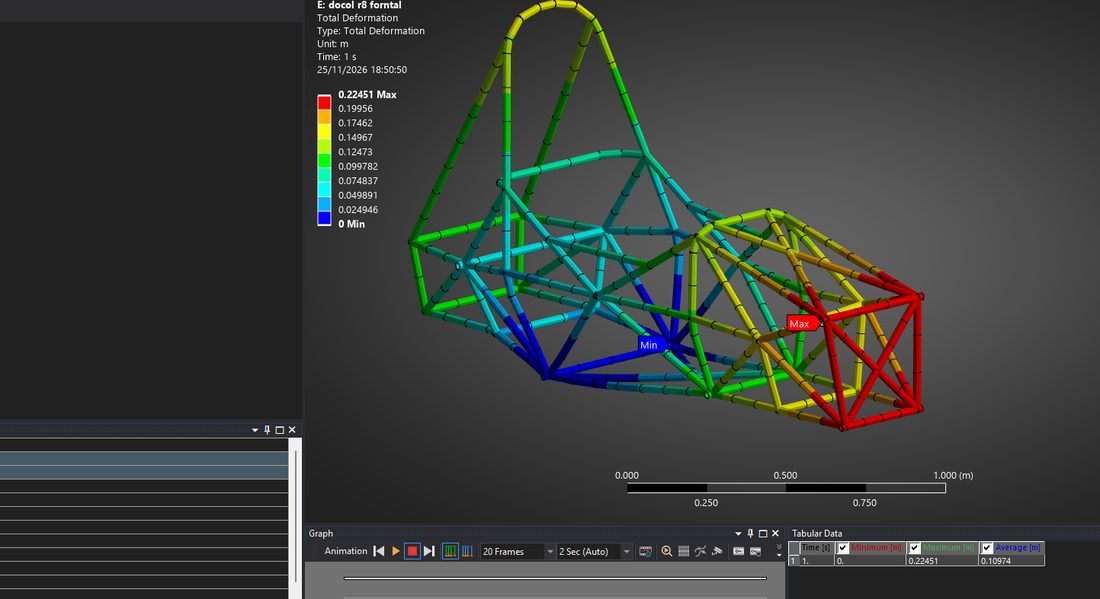 E: docol r8 forntal
Total Deformation
Type: Total Deformation
Unit: m
Time: 1 s
25/11/2026 18:50:50
0.22451 Max
0.19956
0.17462
0.14967
0.12473
0.099782
0.074837
0.049891
0.024946
0 Min
Max
Min
0.000
0.500
1.000 (m)
0.250
0.750
Graph
Animation
20 Frames
2 Sec (Auto)
Tabular Data
Time [s]
Minimum [m]
Maximum [m]
Average [m]
1
1.
0.
0.22451
0.10974